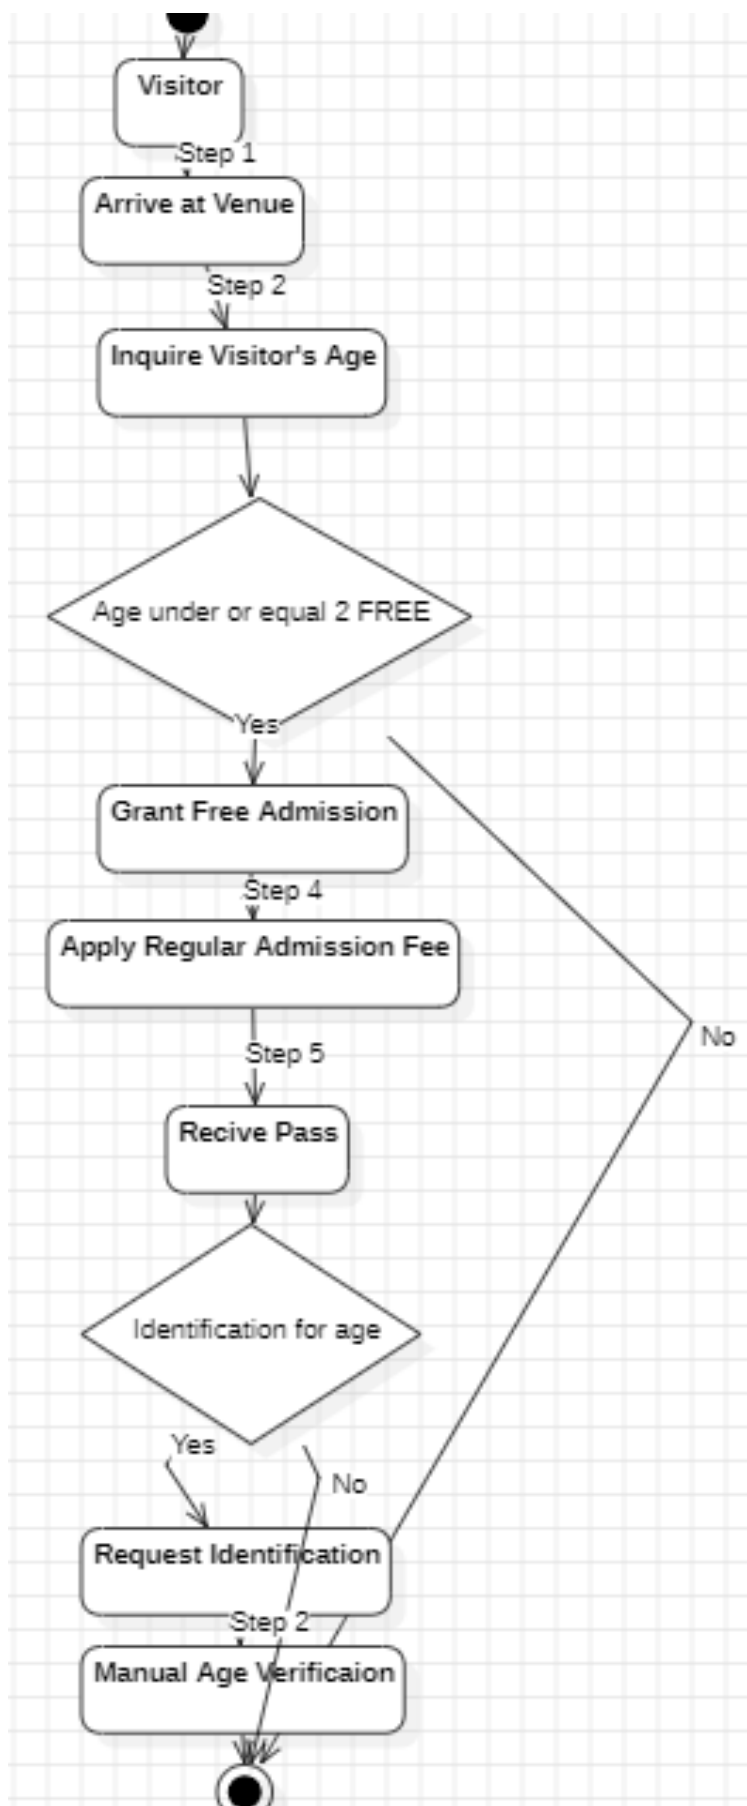 Visitor
Step 1
Arrive at Venue
Step 2
Inquire Visitor's Age
Age under or equal 2 FREE
Yes
Grant Free Admission
Step 4
Apply Regular Admission Fee
No
Step 5
Recive Pass
Identification for age
Yes
No
Request Identification
Step 2
Manual Age Verificaion